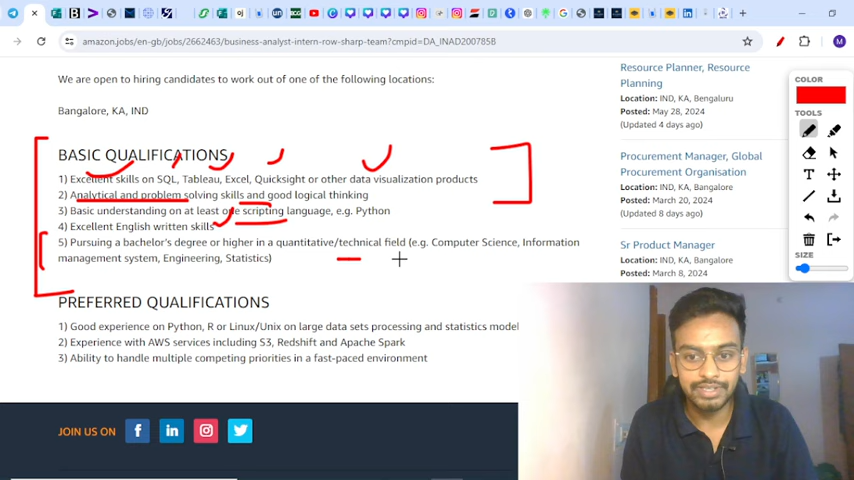 amazon.jobs/en-gb/jobs/2662463/business-analyst-intern-row-sharp-team?cmpid=DA_INAD200785B
M
We are open to hiring candidates to work out of one of the following locations:
Bangalore, KA, IND
BASIC QUALIFICATIONS
1) Excellent skills on SQL, Tableau, Excel, Quicksight or other data visualization products
2) Analytical and problem solving skills and good logical thinking
3) Basic understanding on at least one scripting language, e.g. Python
4) Excellent English written skills
5) Pursuing a bachelor's degree or higher in a quantitative/technical field (e.g. Computer Science, Information
management system, Engineering, Statistics)
PREFERRED QUALIFICATIONS
1) Good experience on Python, R or Linux/Unix on large data sets processing and statistics model
2) Experience with AWS services including S3, Redshift and Apache Spark
3) Ability to handle multiple competing priorities in a fast-paced environment
JOIN US ON
Resource Planner, Resource
Planning
Location: IND, KA, Bengaluru
Posted: May 28, 2024
(Updated 4 days ago)
Procurement Manager, Global
Procurement Organisation
Location: IND, KA, Bangalore
Posted: March 20, 2024
(Updated 8 days ago)
Sr Product Manager
Location: IND, KA, Bangalore
Posted: March 8, 2024
COLOR
TOOLS
SIZE